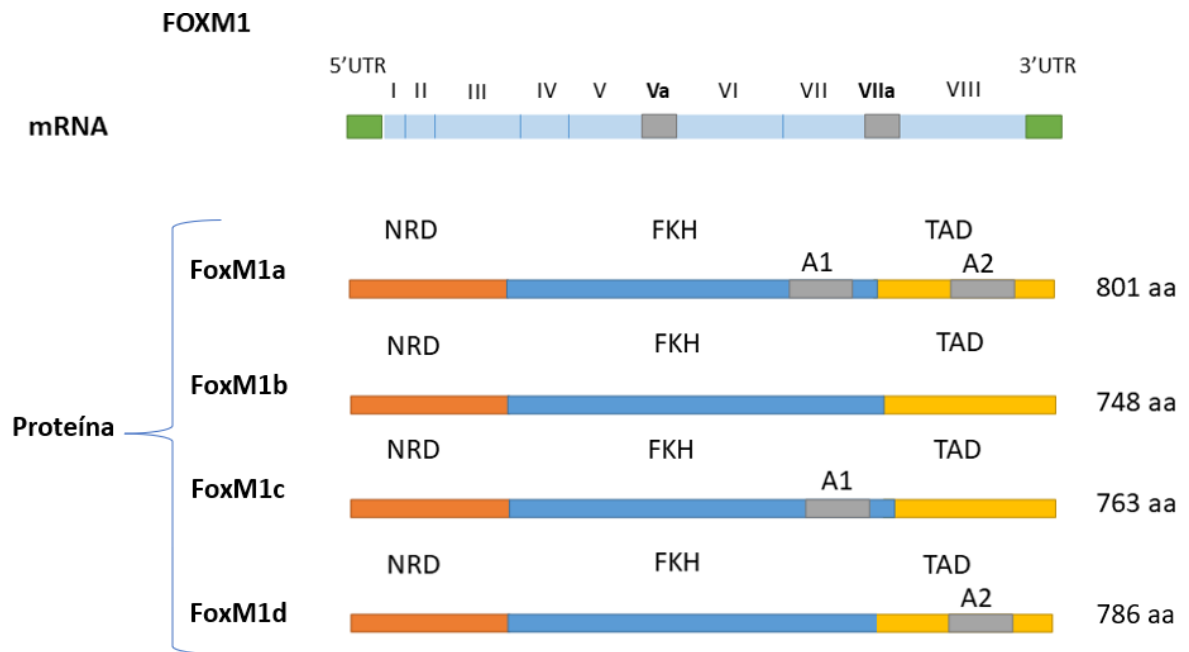 FOXM1
5'UTR 3'UTR
I II III IV V Va VI VII VIIa VIII
mRNA
NRD FKH TAD
A1 A2
FoxM1a 801 aa
NRD FKH TAD
FoxM1b 748 aa
Proteína
NRD FKH TAD
A1
FoxM1c 763 aa
NRD FKH TAD
A2
FoxM1d 786 aa